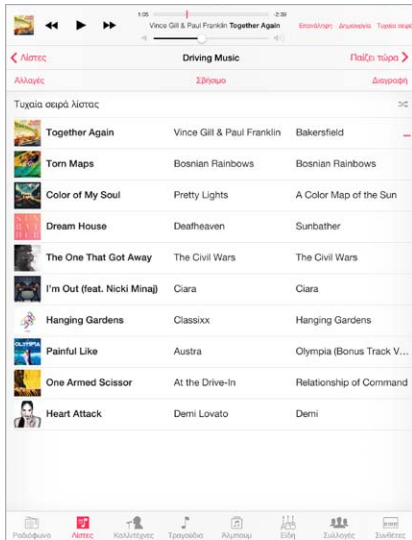 1:05 -2:39
Vince Gill & Paul Franklin Together Again
Επανάληψη Δημιουργία Τυχαία σειρά
Λίστες Driving Music Παίζει τώρα
Αλλαγές Σβήσιμο Διαγραφή
Τυχαία σειρά λίστας
Together Again Vince Gill & Paul Franklin Bakersfield
Torn Maps Bosnian Rainbows Bosnian Rainbows
Color of My Soul Pretty Lights A Color Map of the Sun
Dream House Deafheaven Sunbather
The One That Got Away The Civil Wars The Civil Wars
I'm Out (feat. Nicki Minaj) Ciara Ciara
Hanging Gardens Classixx Hanging Gardens
Painful Like Austra Olympia (Bonus Track V...
One Armed Scissor At the Drive-In Relationship of Command
Heart Attack Demi Lovato Demi
Ραδιόφωνο Λίστες Καλλιτέχνες Τραγούδια Άλμπουμ Είδη Συλλογές Συνθέτες